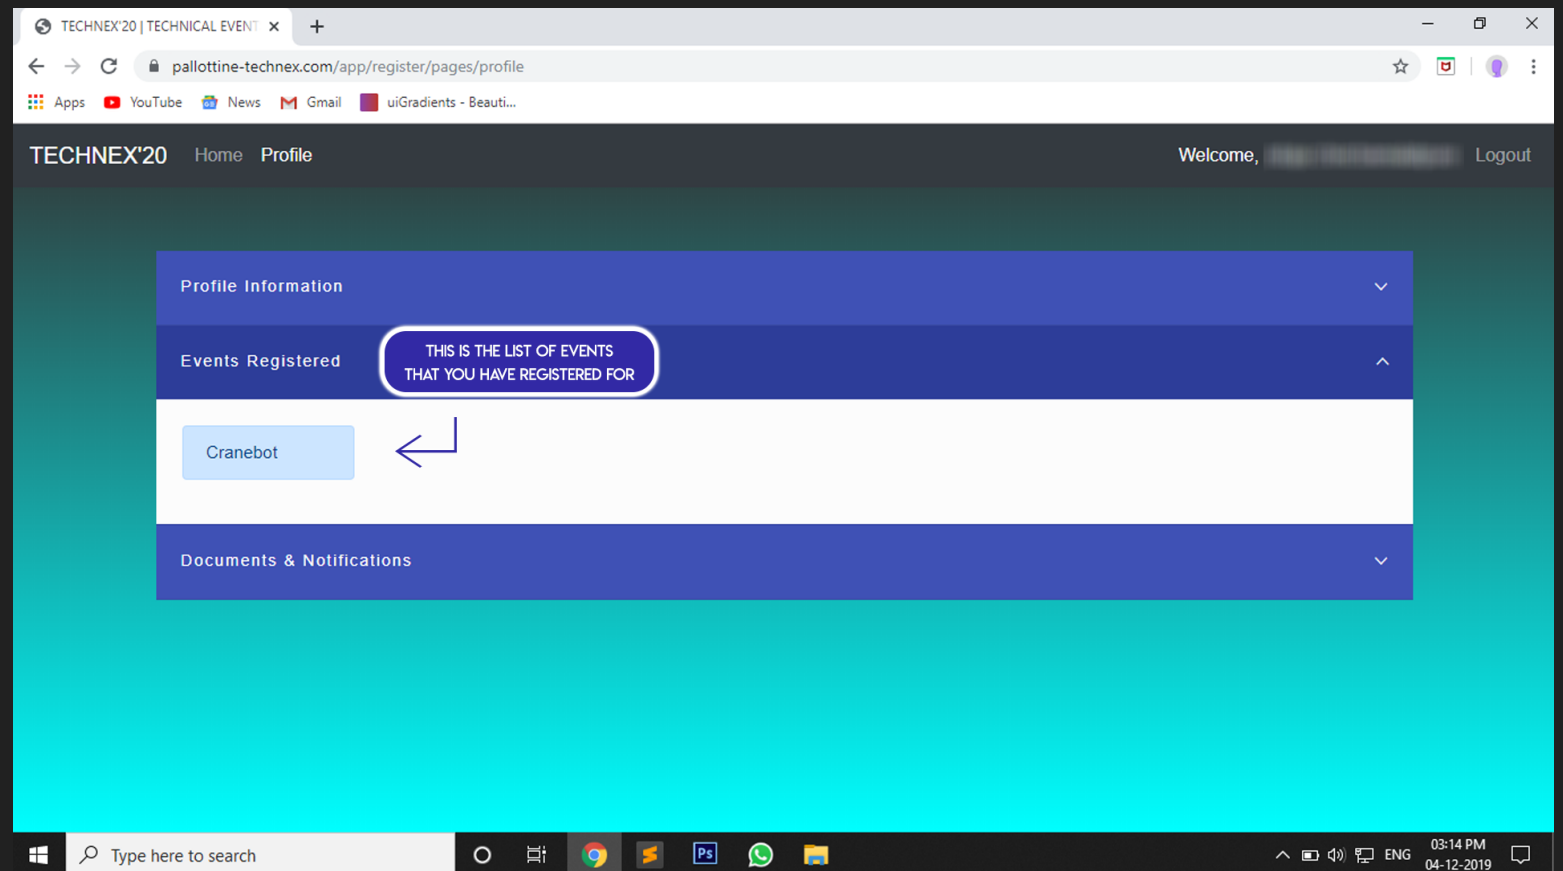 TECHNEX'20 | TECHNICAL EVENT
pallottine-technex.com/app/register/pages/profile
Apps YouTube News Gmail uiGradients - Beauti...
TECHNEX'20 Home Profile Welcome, Logout
Profile Information
Events Registered
THIS IS THE LIST OF EVENTS
THAT YOU HAVE REGISTERED FOR
Cranebot
Documents & Notifications
Type here to search
Ps
ENG
03:14 PM
04-12-2019